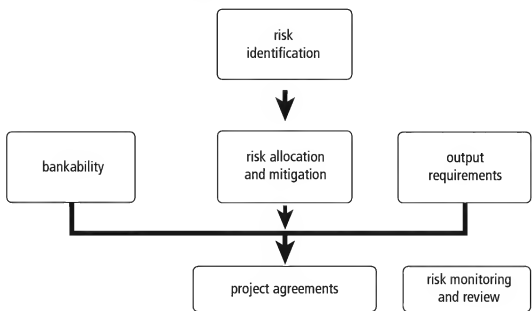 risk
identification
bankability
risk allocation
and mitigation
output
requirements
project agreements
risk monitoring
and review